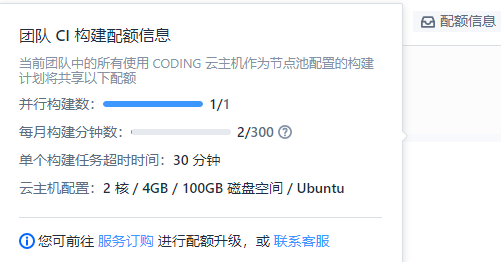 团队 CI 构建配额信息
配额信息
当前团队中的所有使用 CODING 云主机作为节点池配置的构建
计划将共享以下配额
并行构建数： 1/1
每月构建分钟数： 2/300 ?
单个构建任务超时时间： 30 分钟
云主机配置： 2 核 / 4GB / 100GB 磁盘空间 / Ubuntu
您可前往 服务订购 进行配额升级，或 联系客服